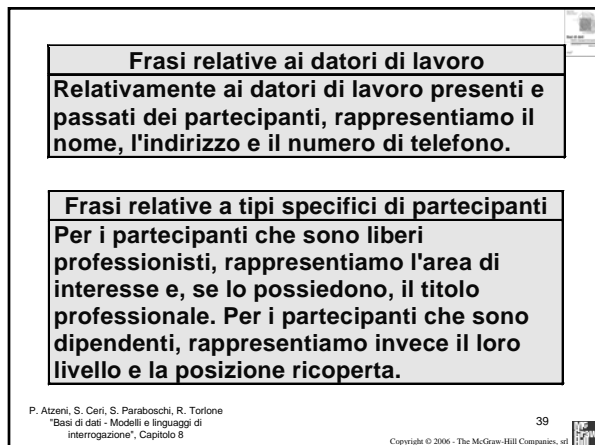 Frasi relative ai datori di lavoro
Relativamente ai datori di lavoro presenti e
passati dei partecipanti, rappresentiamo il
nome, l'indirizzo e il numero di telefono.
Frasi relative a tipi specifici di partecipanti
Per i partecipanti che sono liberi
professionisti, rappresentiamo l'area di
interesse e, se lo possiedono, il titolo
professionale. Per i partecipanti che sono
dipendenti, rappresentiamo invece il loro
livello e la posizione ricoperta.
P. Atzeni, S. Ceri, S. Paraboschi, R. Torlone
"Basi di dati - Modelli e linguaggi di
interrogazione", Capitolo 8
39
Copyright © 2006 - The McGraw-Hill Companies, srl